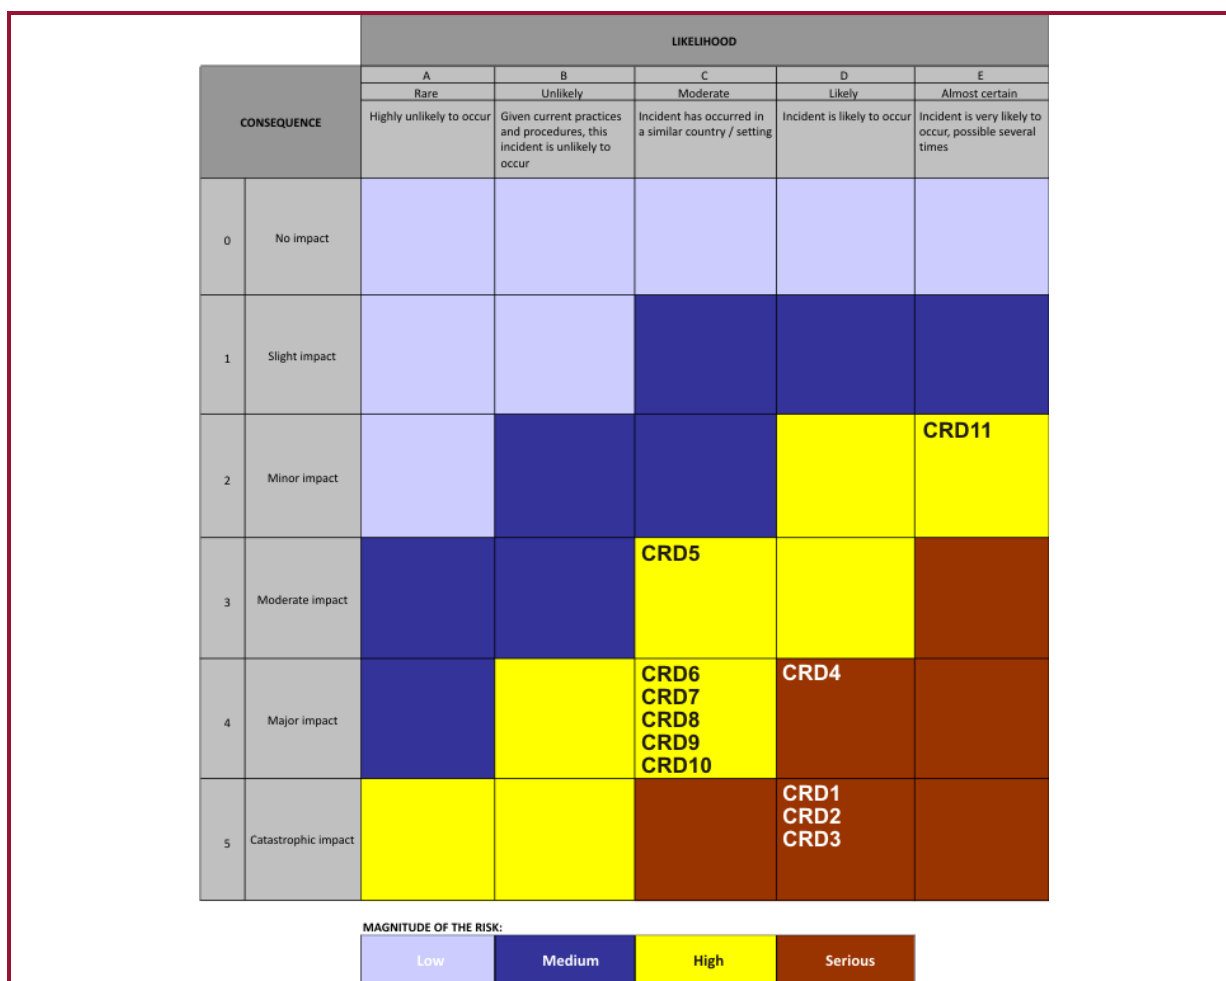 LIKELIHOOD
CONSEQUENCE
A
B
C
D
E
Rare
Unlikely
Moderate
Likely
Almost certain
Highly unlikely to occur
Given current practices
and procedures, this
incident is unlikely to
occur
Incident has occurred in
a similar country / setting
Incident is likely to occur
Incident is very likely to
occur, possible several
times
0
No impact
1
Slight impact
2
Minor impact
CRD11
3
Moderate impact
CRD5
4
Major impact
CRD6
CRD7
CRD8
CRD9
CRD10
CRD4
5
Catastrophic impact
CRD1
CRD2
CRD3
MAGNITUDE OF THE RISK:
Low
Medium
High
Serious